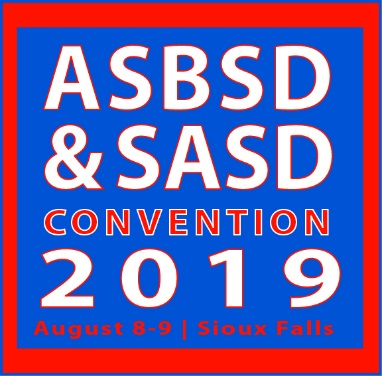 ASBSD
& SASD
CONVENTION
2019
August 8-9 | Sioux Falls